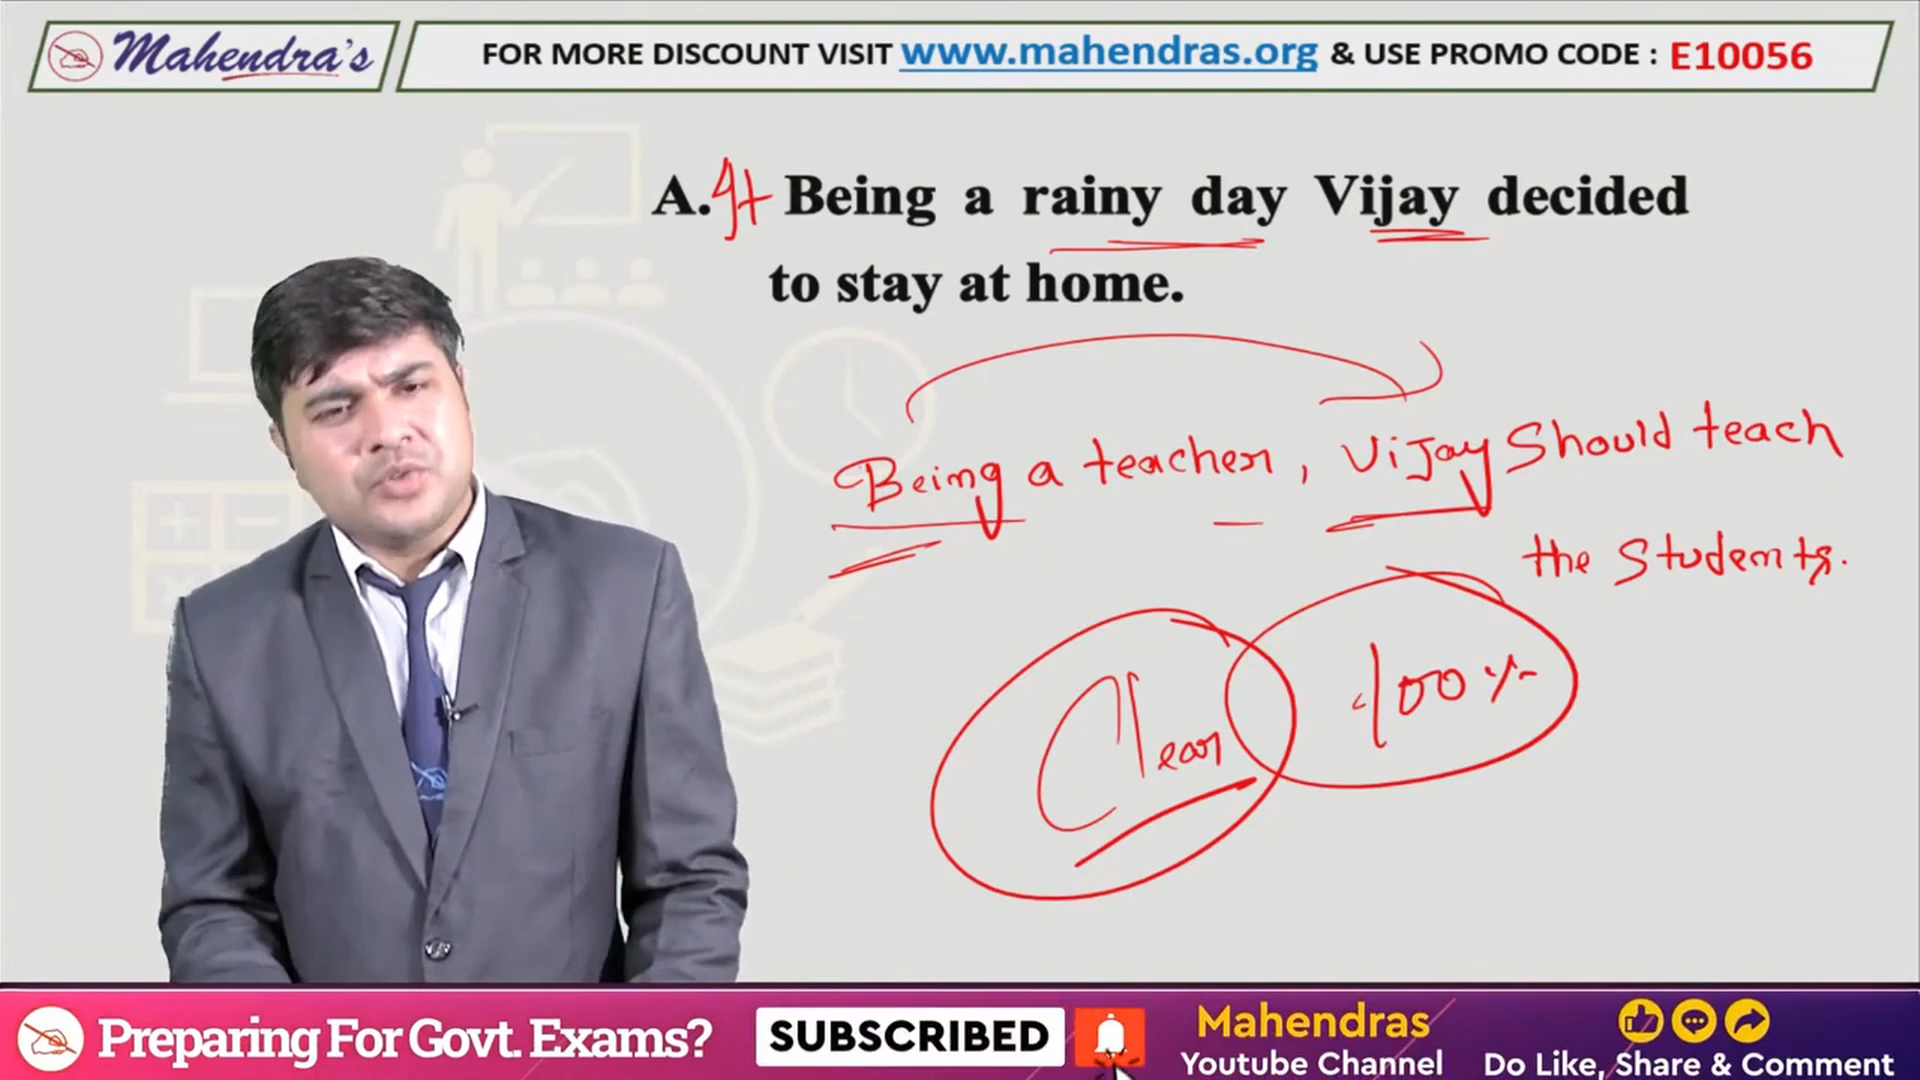 Mahendra's
FOR MORE DISCOUNT VISIT www.mahendras.org & USE PROMO CODE : E10056
A. It Being a rainy day Vijay decided
to stay at home.
Being a teacher, Vijay should teach
the students.
Clear
100%
Preparing For Govt. Exams?
SUBSCRIBED
Mahendras
Youtube Channel
Do Like, Share & Comment